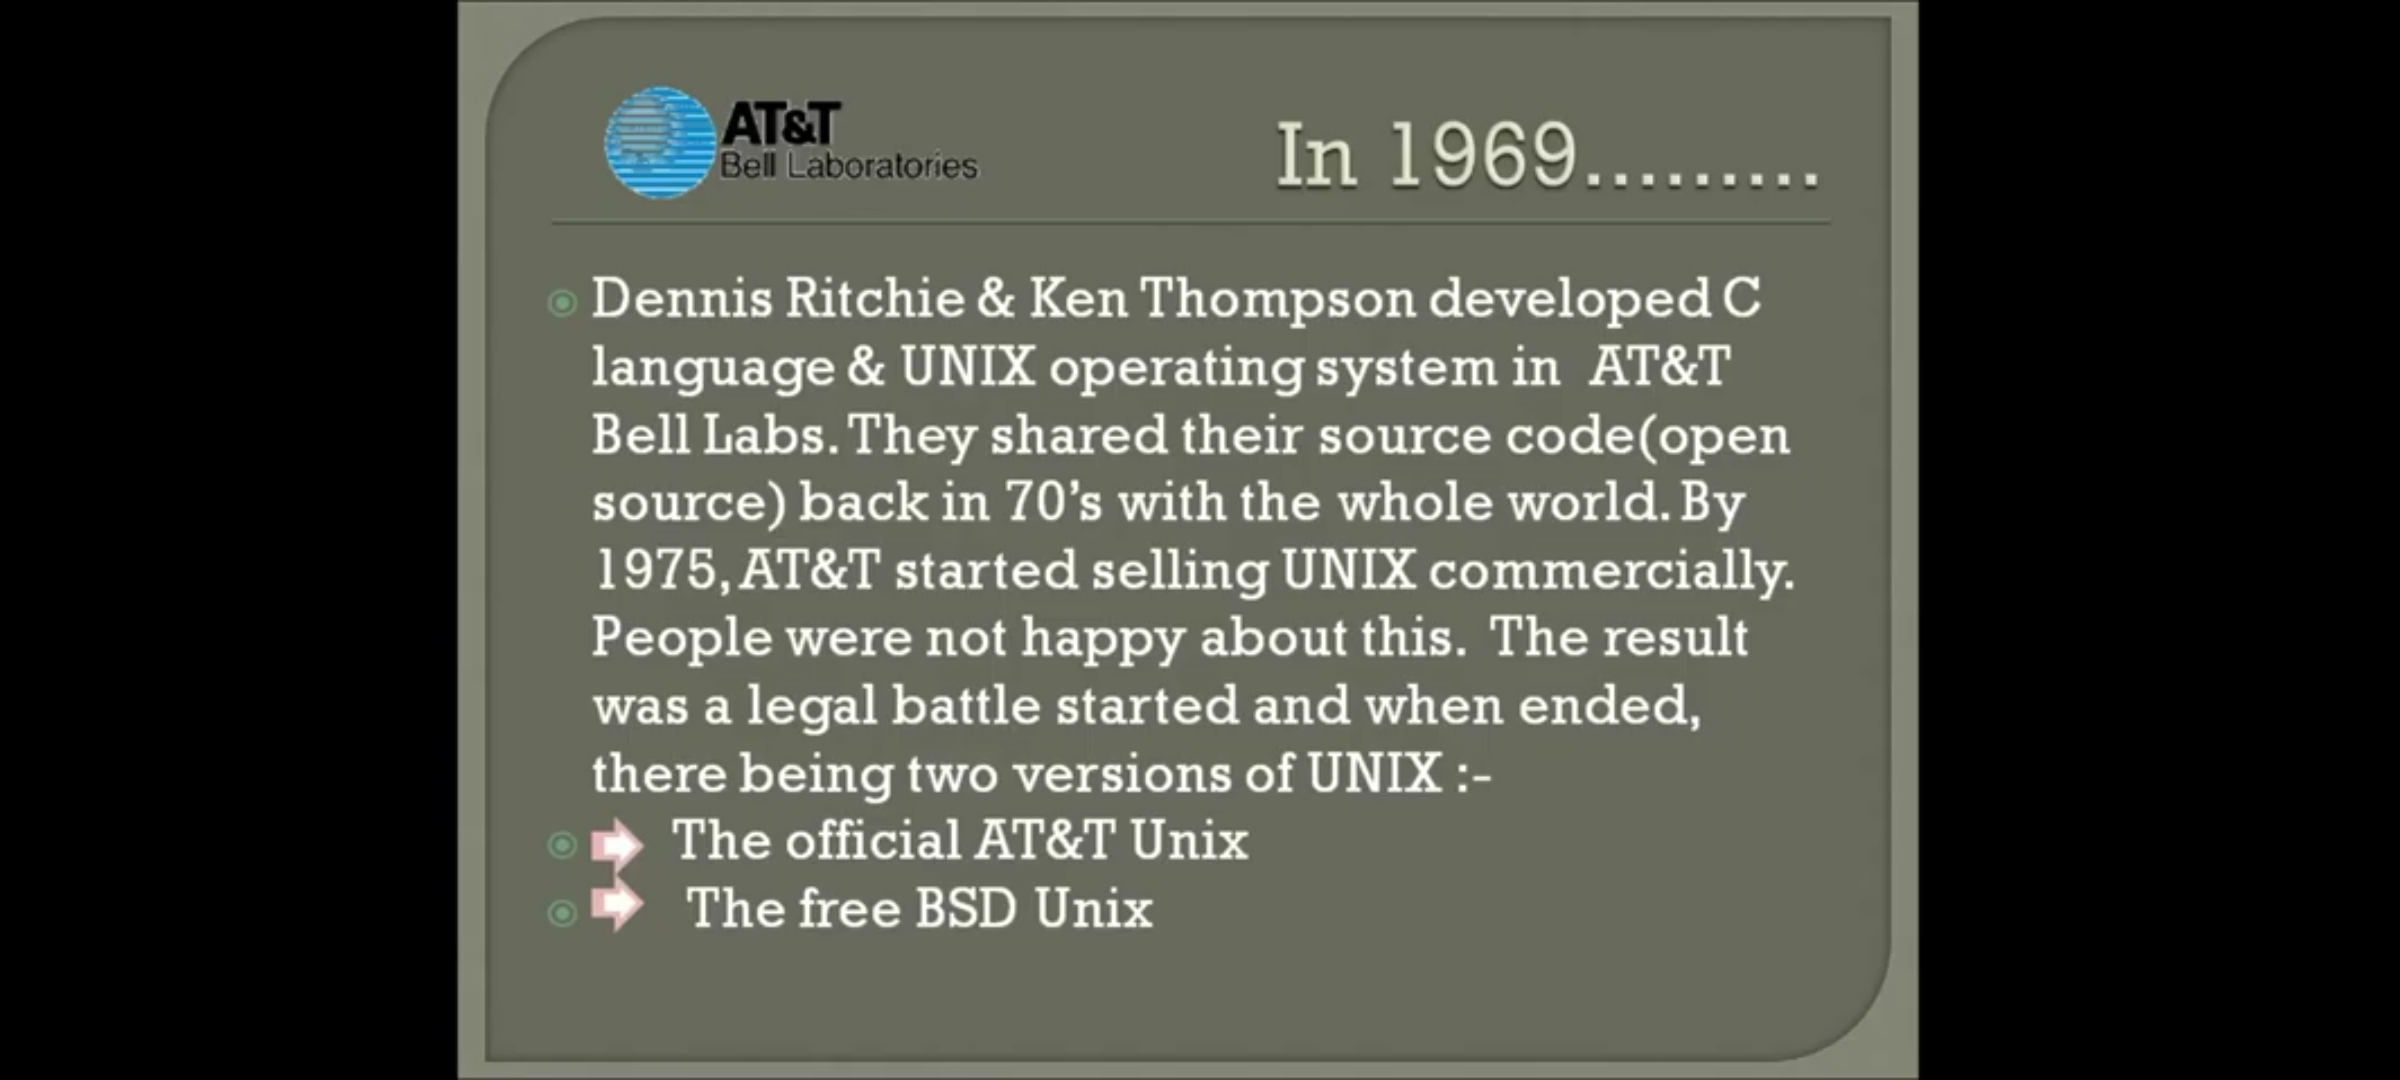 AT&T
Bell Laboratories
In 1969.........
Dennis Ritchie & Ken Thompson developed C
language & UNIX operating system in AT&T
Bell Labs. They shared their source code(open
source) back in 70's with the whole world. By
1975, AT&T started selling UNIX commercially.
People were not happy about this. The result
was a legal battle started and when ended,
there being two versions of UNIX :-
The official AT&T Unix
The free BSD Unix